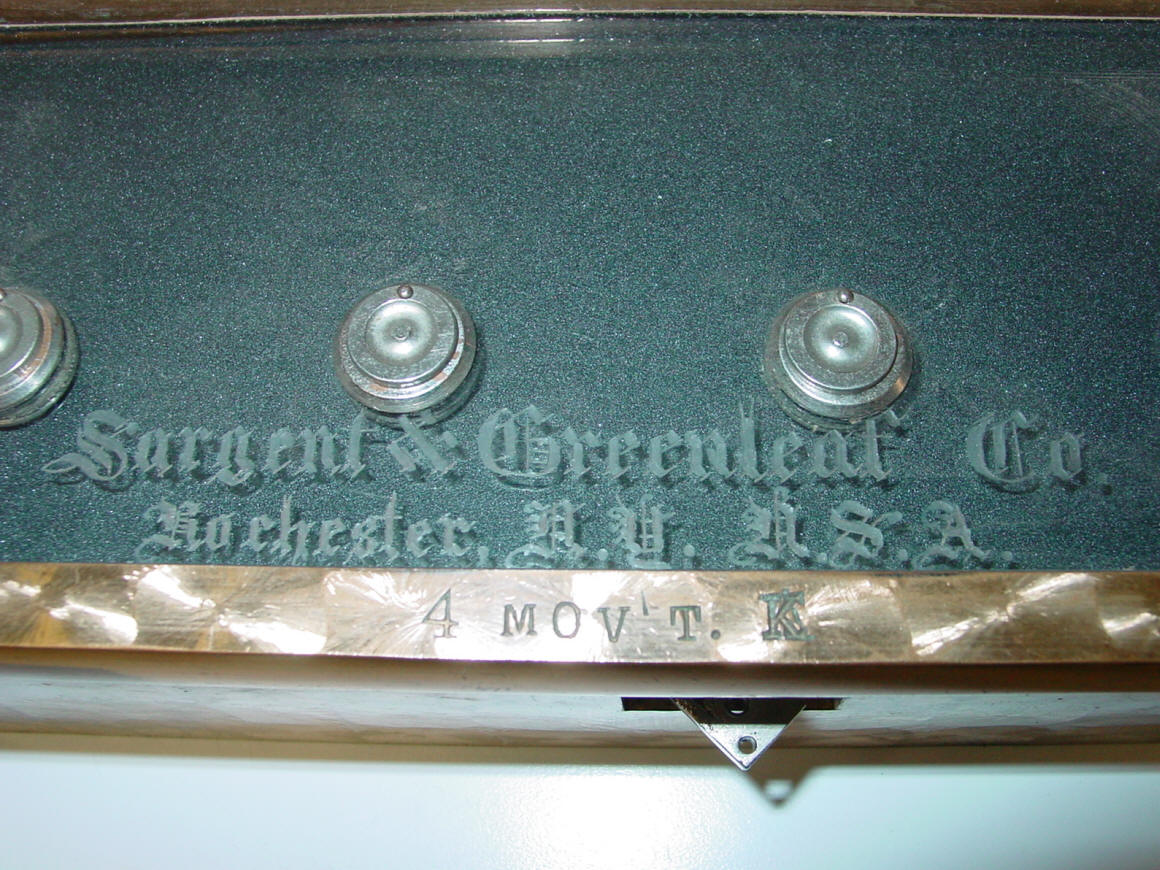 Sargent & Greenleaf Co.
Rochester, N.Y. U.S.A.
4 MOV'T. K